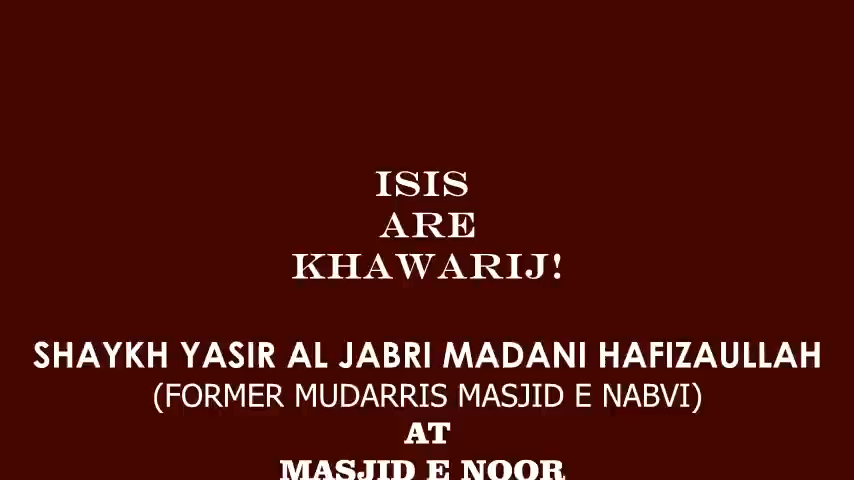 ISIS
ARE
KHAWARIJ!
SHAYKH YASIR AL JABRI MADANI HAFIZAULLAH
(FORMER MUDARRIS MASJID E NABVI)
AT
MASJID E NOOR